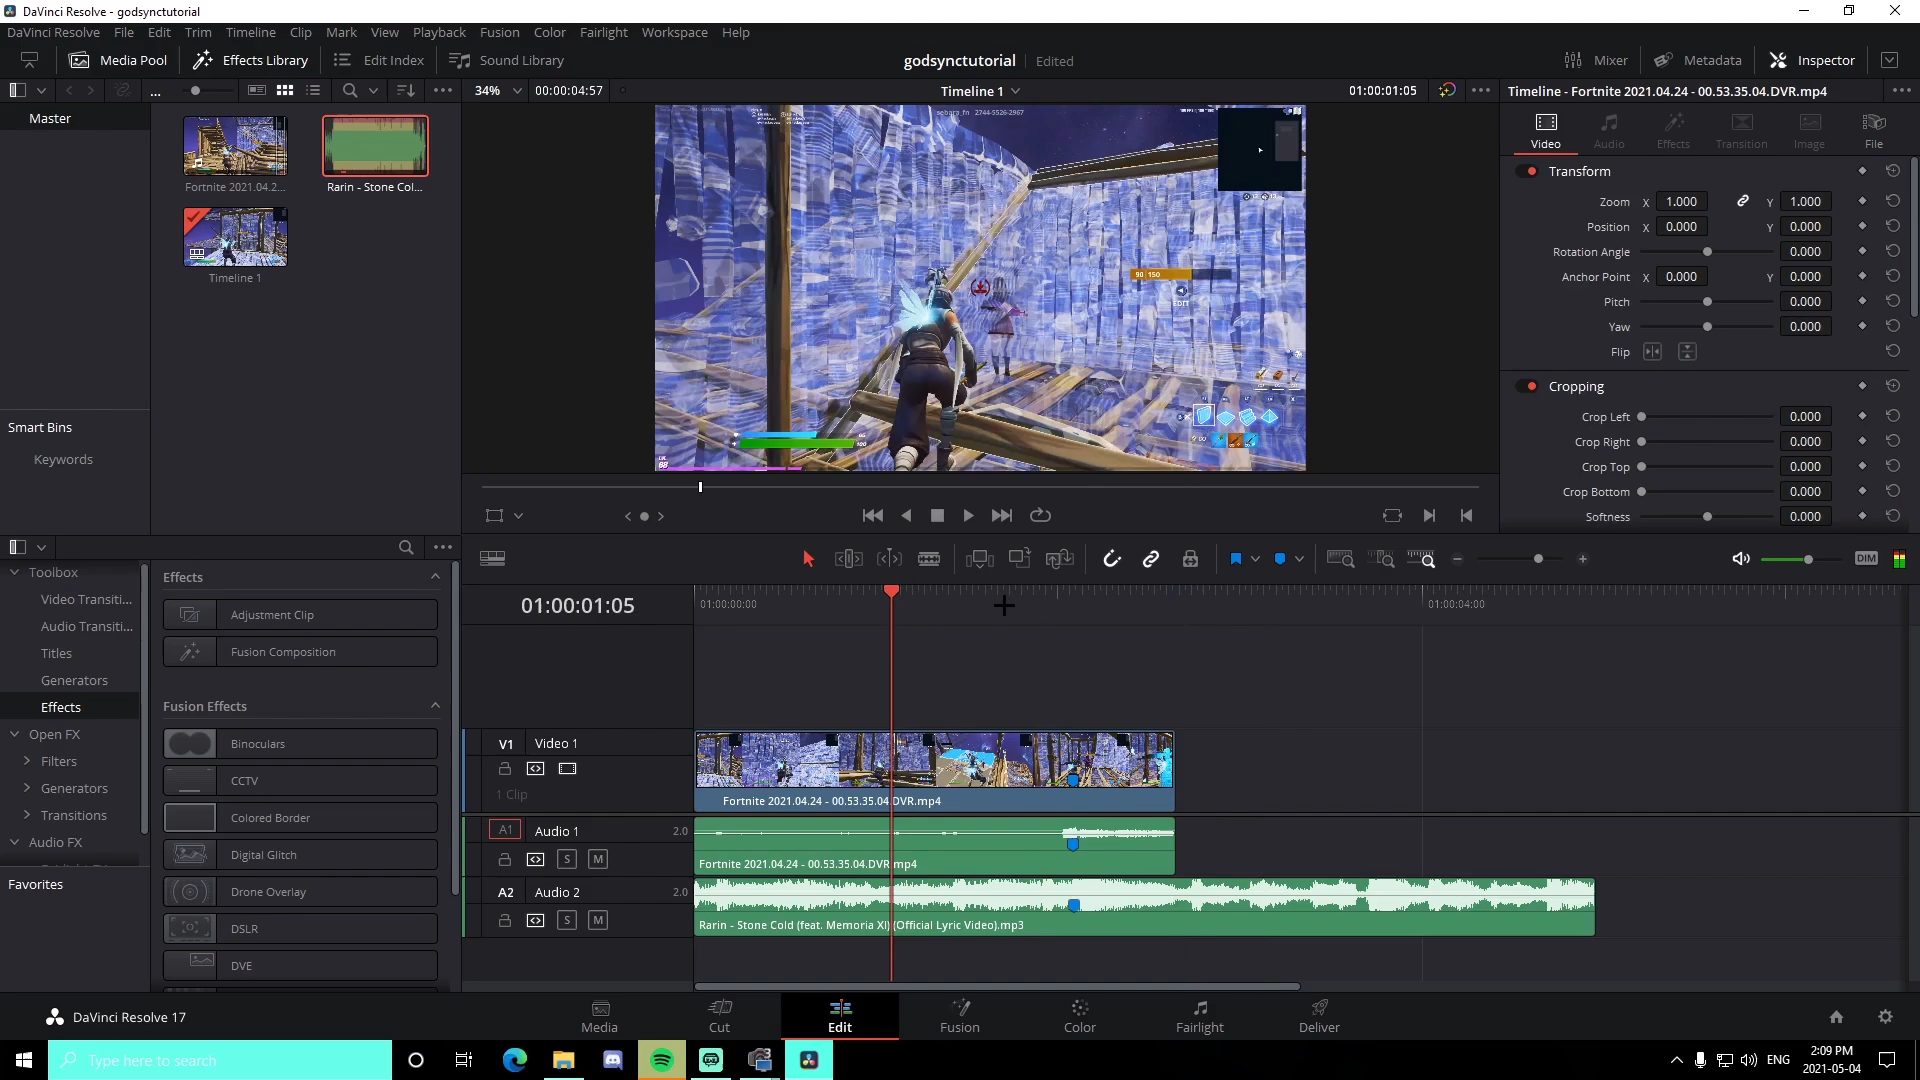 DaVinci Resolve - godsynctutorial
DaVinci Resolve File Edit Trim Timeline Clip Mark View Playback Fusion Color Fairlight Workspace Help
Media Pool Effects Library Edit Index Sound Library godsynctutorial Edited Mixer Metadata Inspector
... 34% 00:00:04:57 Timeline 1 01:00:01:05 Timeline - Fortnite 2021.04.24 - 00.53.35.04.DVR.mp4
Master
Fortnite 2021.04.2...
Rarin - Stone Col...
Timeline 1
Smart Bins
Keywords
sebara_fn 2744-5526-2967
90 150
EDIT
100
Video Audio Effects Transition Image File
Transform
Zoom X 1.000 Y 1.000
Position X 0.000 Y 0.000
Rotation Angle 0.000
Anchor Point X 0.000 Y 0.000
Pitch 0.000
Yaw 0.000
Flip
Cropping
Crop Left 0.000
Crop Right 0.000
Crop Top 0.000
Crop Bottom 0.000
Softness 0.000
Toolbox
Video Transiti...
Audio Transiti...
Titles
Generators
Effects
Open FX
Filters
Generators
Transitions
Audio FX
Favorites
Effects
Adjustment Clip
Fusion Composition
Fusion Effects
Binoculars
CCTV
Colored Border
Digital Glitch
Drone Overlay
DSLR
DVE
DIM
01:00:01:05 01:00:00:00 01:00:04:00
V1 Video 1
1 Clip
Fortnite 2021.04.24 - 00.53.35.04.DVR.mp4
A1 Audio 1 2.0
S M
Fortnite 2021.04.24 - 00.53.35.04.DVR.mp4
A2 Audio 2 2.0
S M
Rarin - Stone Cold (feat. Memoria XI) (Official Lyric Video).mp3
DaVinci Resolve 17
Media Cut Edit Fusion Color Fairlight Deliver
Type here to search
3
ENG
2:09 PM
2021-05-04